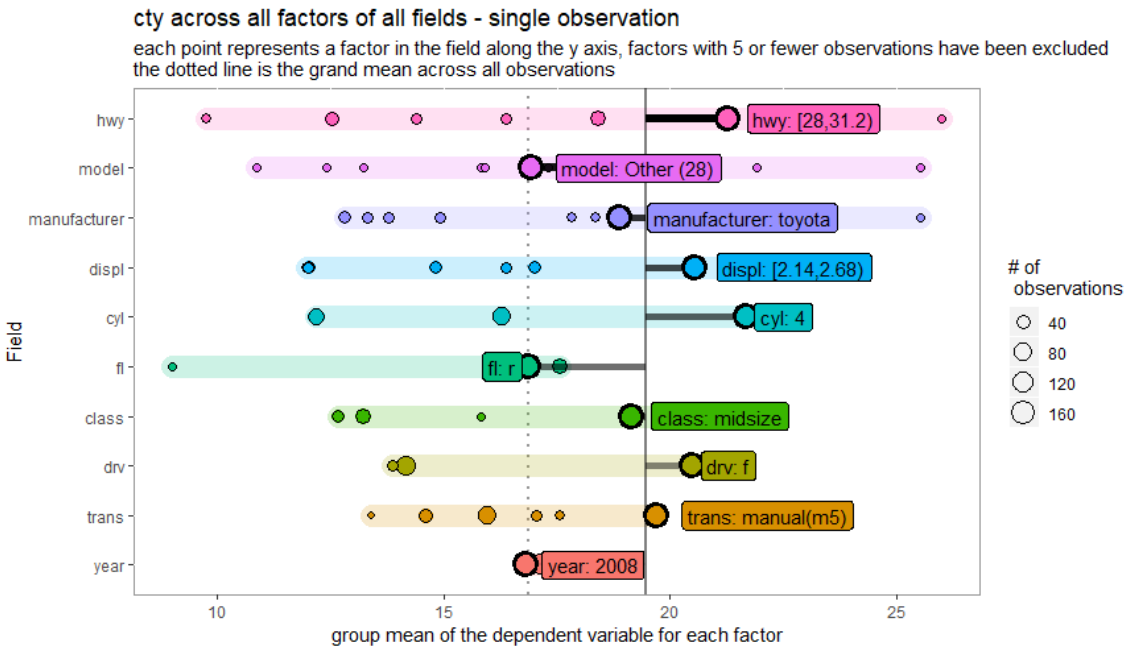 cty across all factors of all fields - single observation
each point represents a factor in the field along the y axis, factors with 5 or fewer observations have been excluded
the dotted line is the grand mean across all observations
hwy
hwy: [28,31.2)
model
model: Other (28)
manufacturer
manufacturer: toyota
displ
displ: [2.14,2.68)
cyl
cyl: 4
fl
fl: r
class
class: midsize
drv
drv: f
trans
trans: manual(m5)
year
year: 2008
Field
10 15 20 25
group mean of the dependent variable for each factor
# of
observations
40
80
120
160